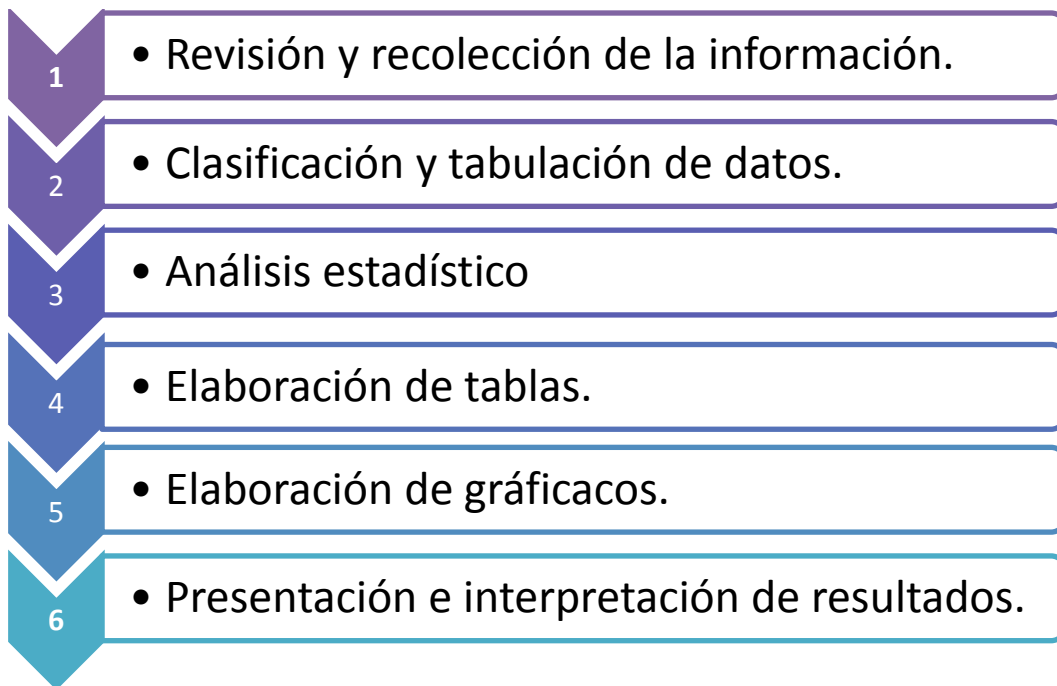 1
• Revisión y recolección de la información.
2
• Clasificación y tabulación de datos.
3
• Análisis estadístico
4
• Elaboración de tablas.
5
• Elaboración de gráficacos.
6
• Presentación e interpretación de resultados.